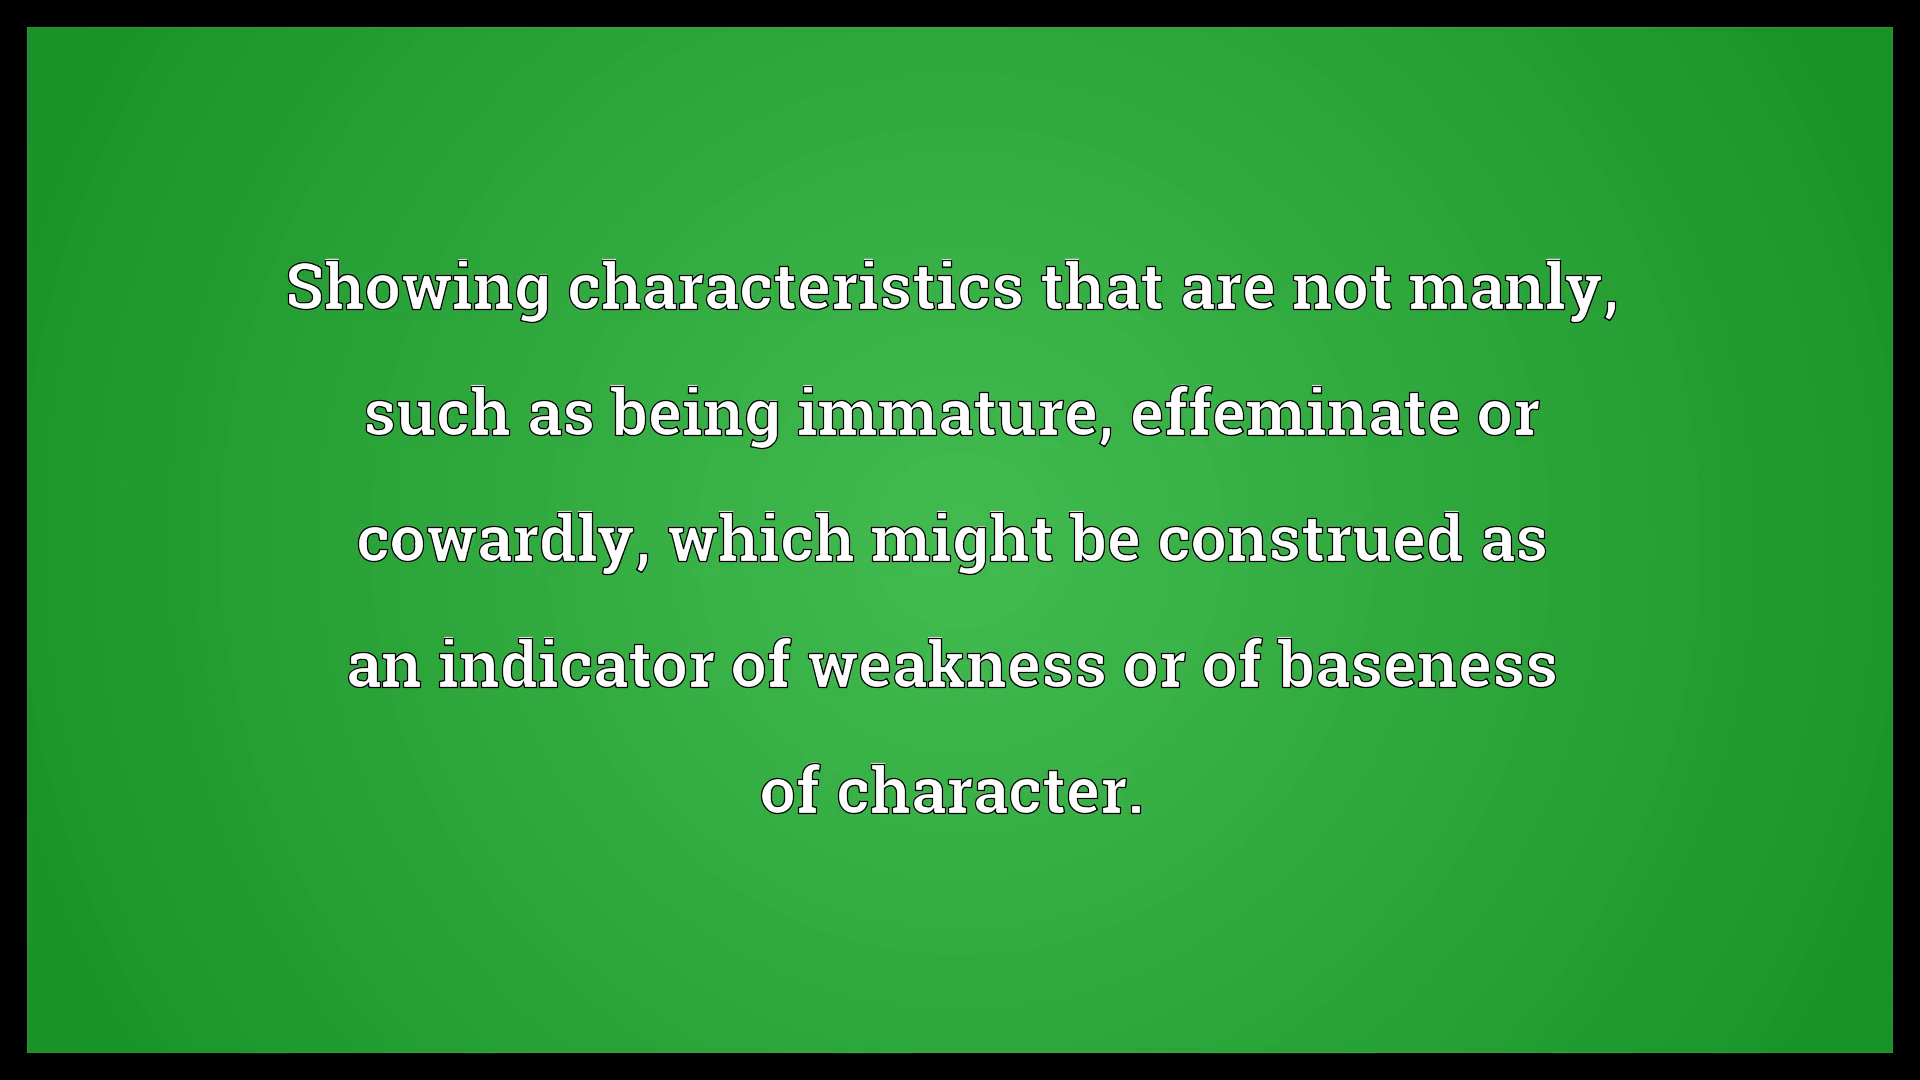 Showing characteristics that are not manly,
such as being immature, effeminate or
cowardly, which might be construed as
an indicator of weakness or of baseness
of character.